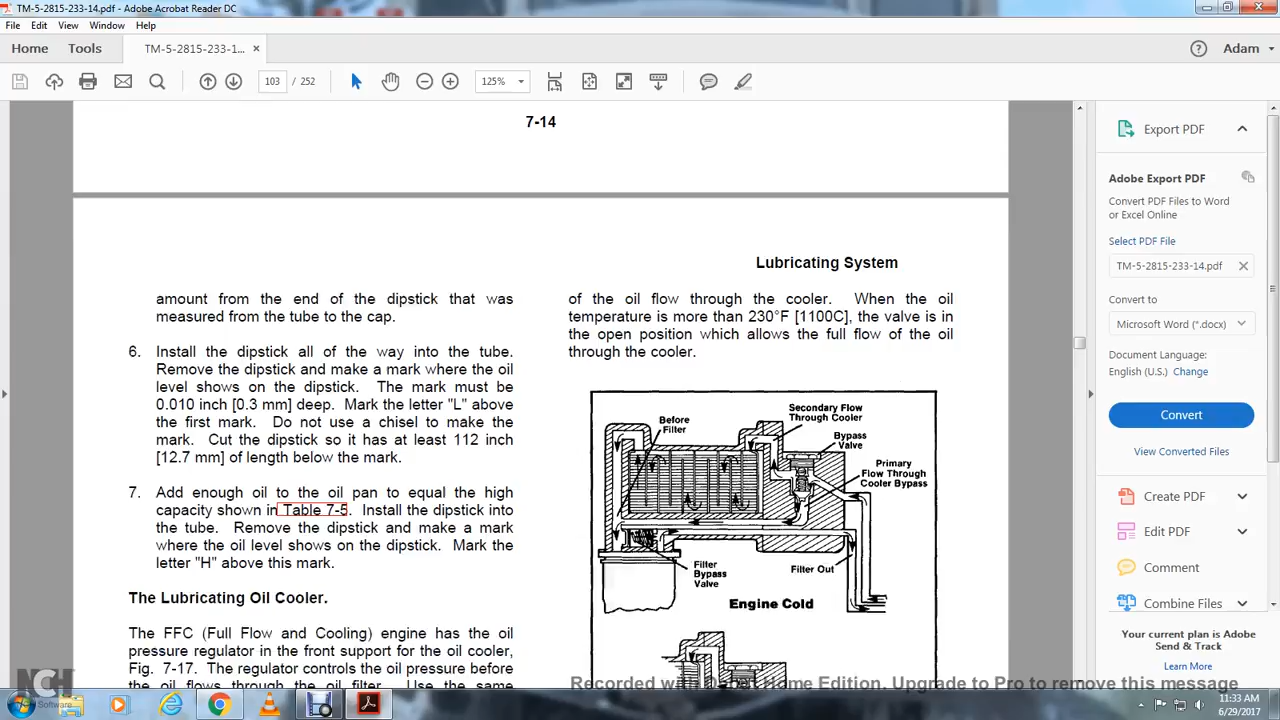 TM-5-2815-233-14.pdf - Adobe Acrobat Reader DC
File Edit View Window Help
Home Tools TM-5-2815-233-1... × Adam
103 / 252 125%
7-14
Lubricating System
amount from the end of the dipstick that was
measured from the tube to the cap.
6. Install the dipstick all of the way into the tube.
Remove the dipstick and make a mark where the oil
level shows on the dipstick. The mark must be
0.010 inch [0.3 mm] deep. Mark the letter "L" above
the first mark. Do not use a chisel to make the
mark. Cut the dipstick so it has at least 112 inch
[12.7 mm] of length below the mark.
7. Add enough oil to the oil pan to equal the high
capacity shown in Table 7-5. Install the dipstick into
the tube. Remove the dipstick and make a mark
where the oil level shows on the dipstick. Mark the
letter "H" above this mark.
The Lubricating Oil Cooler.
The FFC (Full Flow and Cooling) engine has the oil
pressure regulator in the front support for the oil cooler,
Fig. 7-17. The regulator controls the oil pressure before
the oil flows through the oil filter. Use the same
of the oil flow through the cooler. When the oil
temperature is more than 230°F [1100C], the valve is in
the open position which allows the full flow of the oil
through the cooler.
Before
Filter
Secondary Flow
Through Cooler
Bypass
Valve
Primary
Flow Through
Cooler Bypass
Filter
Bypass
Valve
Filter Out
Engine Cold
Export PDF
Adobe Export PDF
Convert PDF Files to Word
or Excel Online
Select PDF File
TM-5-2815-233-14.pdf
Convert to
Microsoft Word (*.docx)
Document Language:
English (U.S.) Change
Convert
View Converted Files
Create PDF
Edit PDF
Comment
Combine Files
Your current plan is Adobe
Send & Track
Learn More
Recorded with Home Edition. Upgrade to Pro to remove this message
NCH
Software
11:33 AM
6/29/2017